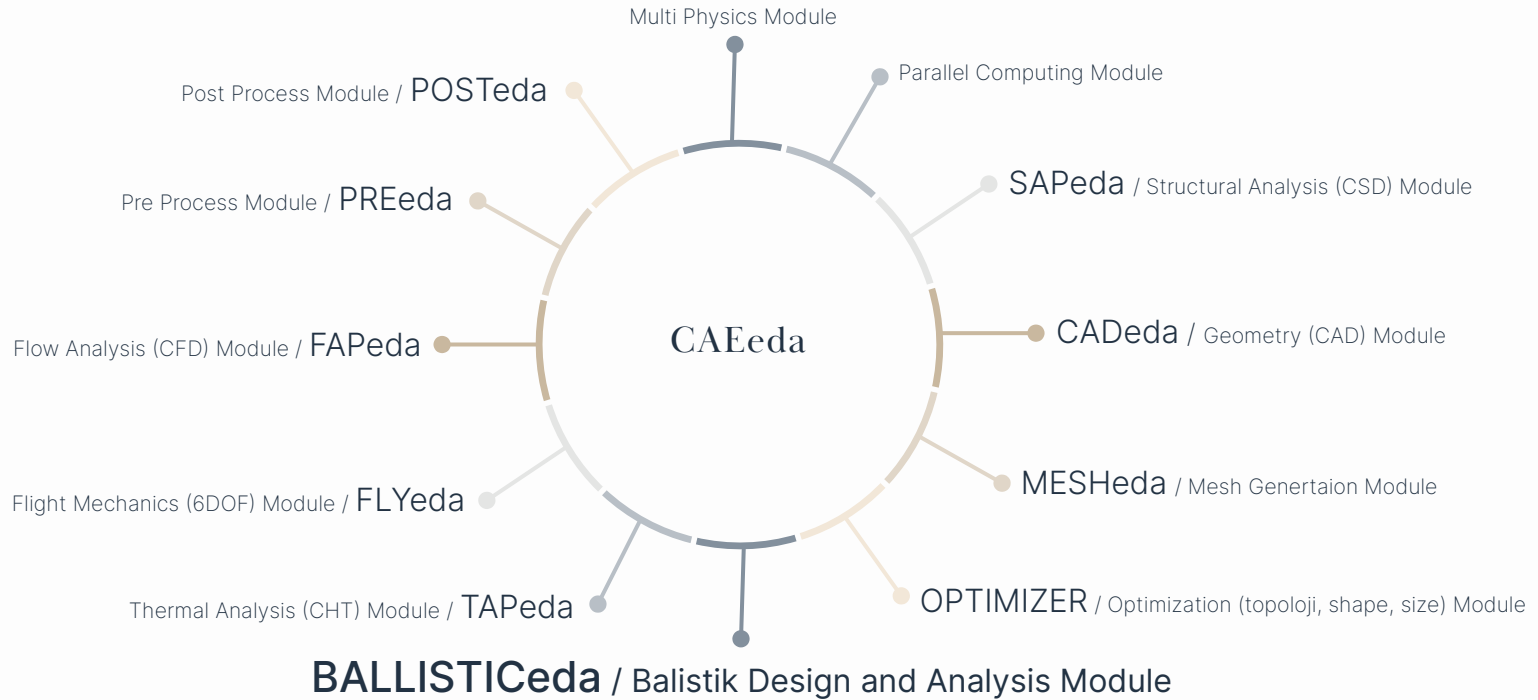 Multi Physics Module
Parallel Computing Module
Post Process Module / POSTeda
SAPeda / Structural Analysis (CSD) Module
Pre Process Module / PREeda
CAEeda
CADeda / Geometry (CAD) Module
Flow Analysis (CFD) Module / FAPeda
MESHeda / Mesh Genertaion Module
Flight Mechanics (6DOF) Module / FLYeda
OPTIMIZER / Optimization (topoloji, shape, size) Module
Thermal Analysis (CHT) Module / TAPeda
BALLISTICeda / Balistik Design and Analysis Module